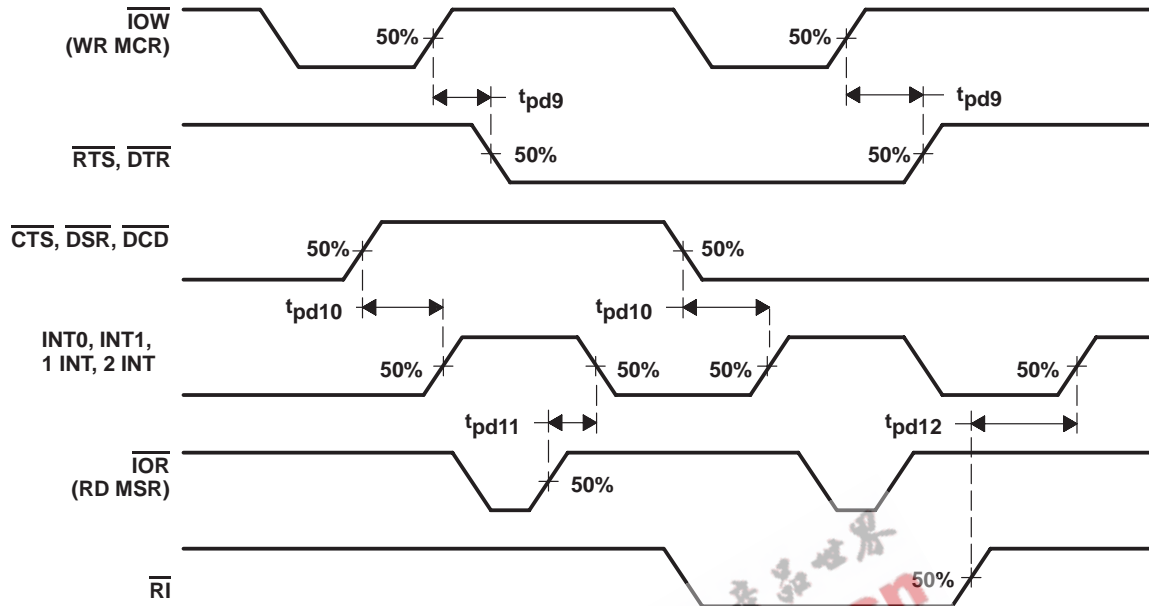 IOW
(WR MCR)
50%
50%
tpd9
tpd9
RTS, DTR
50%
50%
CTS, DSR, DCD
50%
50%
tpd10
tpd10
INT0, INT1,
1 INT, 2 INT
50%
50%
50%
50%
tpd11
tpd12
IOR
(RD MSR)
50%
50%
RI